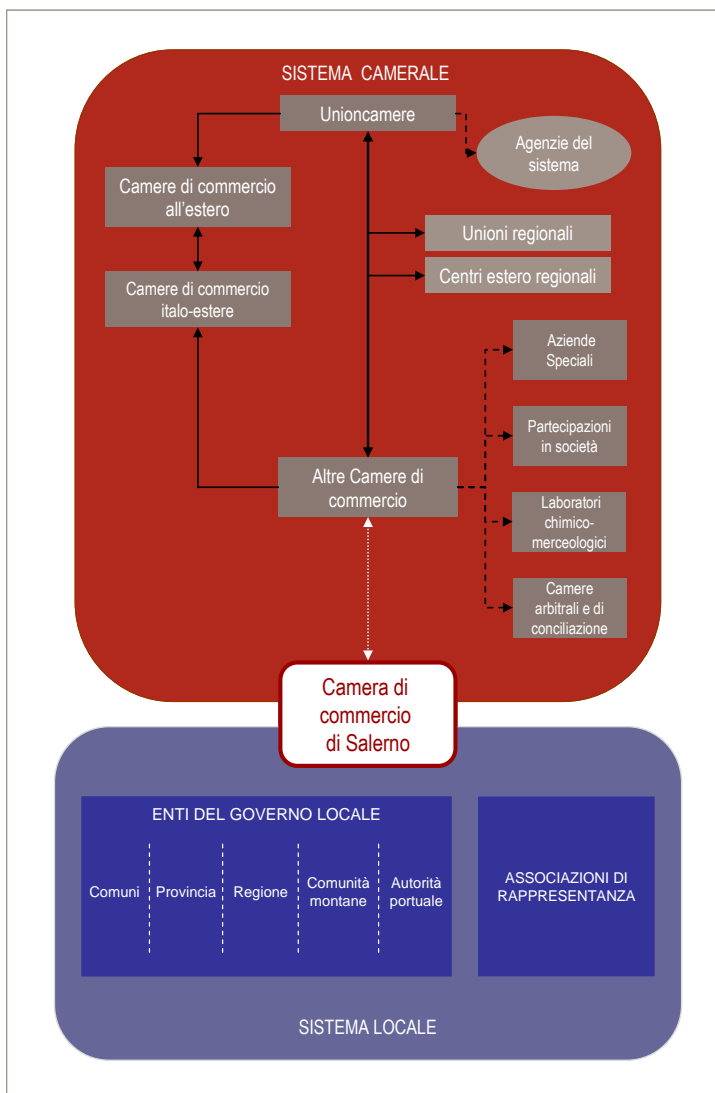 SISTEMA CAMERALE
Unioncamere
Agenzie del
sistema
Camere di commercio
all'estero
Unioni regionali
Centri estero regionali
Camere di commercio
italo-estere
Aziende
Speciali
Partecipazioni
in società
Altre Camere di
commercio
Laboratori
chimico-
merceologici
Camere
arbitrali e di
conciliazione
Camera di
commercio
di Salerno
ENTI DEL GOVERNO LOCALE
Comuni
Provincia
Regione
Comunità
montane
Autorità
portuale
ASSOCIAZIONI DI
RAPPRESENTANZA
SISTEMA LOCALE